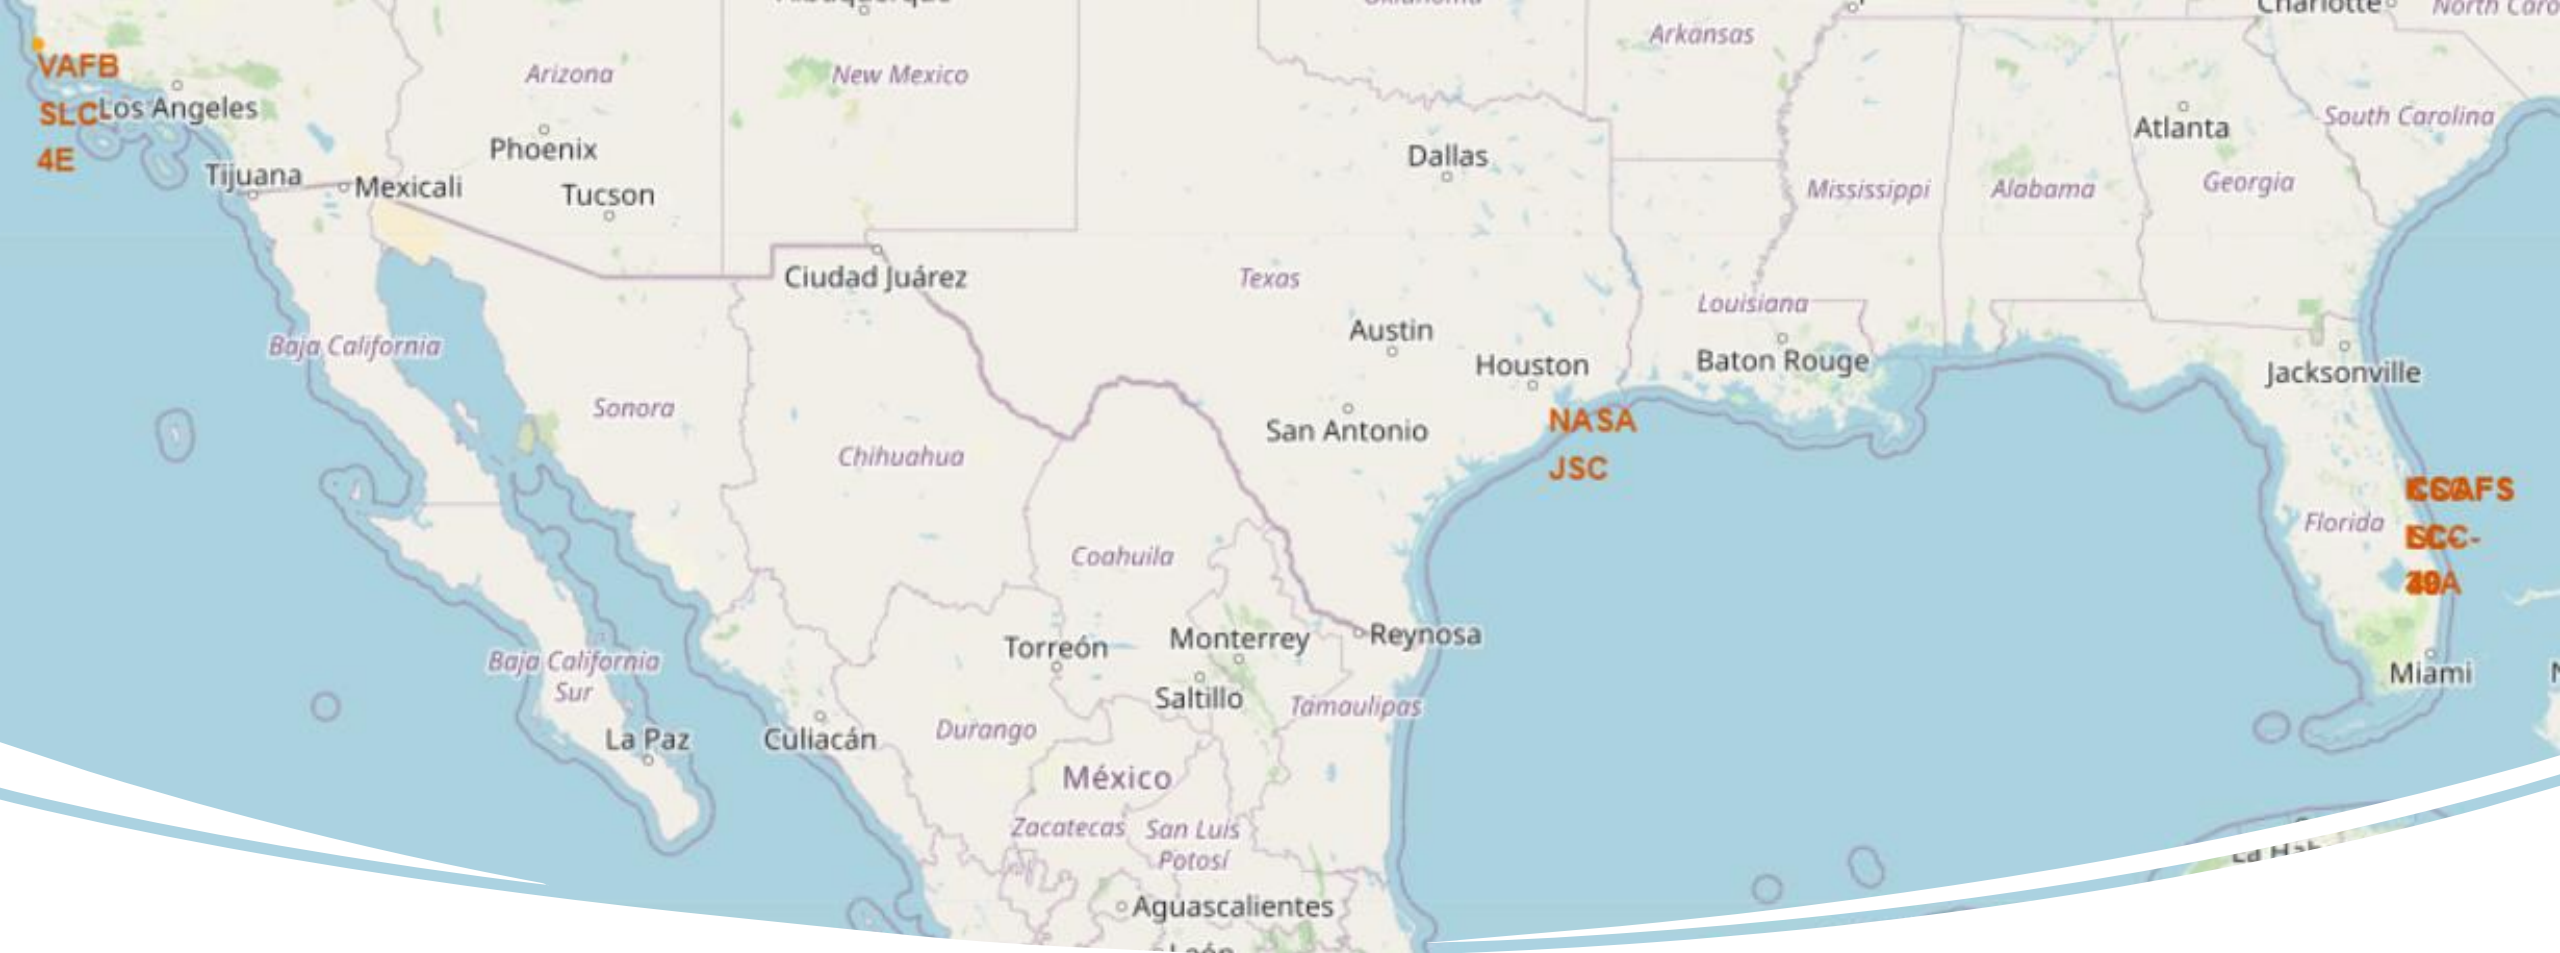 VAFB
SLC
4E
Los Angeles
Tijuana
Mexicali
Arizona
Phoenix
Tucson
New Mexico
Ciudad Juárez
Arkansas
Dallas
Texas
Austin
Houston
San Antonio
NASA
JSC
Louisiana
Baton Rouge
Mississippi
Alabama
Atlanta
Georgia
South Carolina
Jacksonville
Florida
Miami
Baja California
Sonora
Chihuahua
Coahuila
Baja California
Sur
La Paz
Culiacán
Durango
Torreón
Monterrey
Saltillo
Reynosa
Tamaulipas
México
Zacatecas
San Luis
Potosí
Aguascalientes